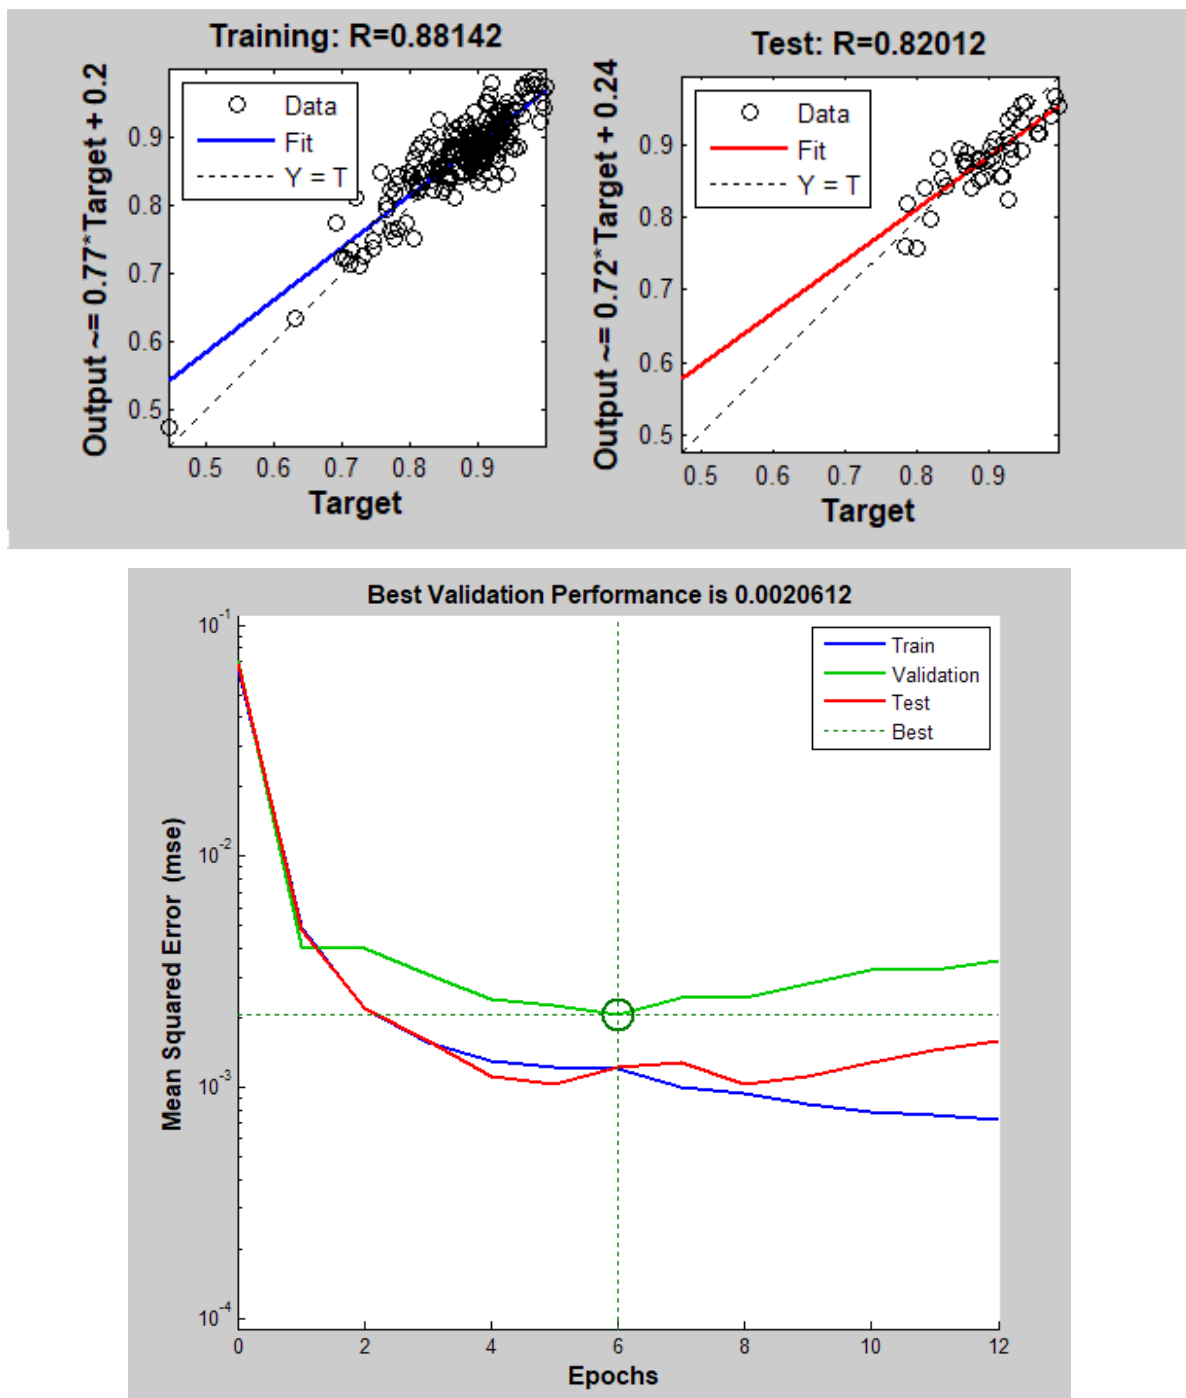 Training: R=0.88142
Output ~= 0.77*Target + 0.2
Data
Fit
Y = T
0.9
0.8
0.7
0.6
0.5
0.5 0.6 0.7 0.8 0.9
Target
Test: R=0.82012
Output ~= 0.72*Target + 0.24
Data
Fit
Y = T
0.9
0.8
0.7
0.6
0.5
0.5 0.6 0.7 0.8 0.9
Target
Best Validation Performance is 0.0020612
Mean Squared Error (mse)
10^-1
10^-2
10^-3
10^-4
Train
Validation
Test
Best
0 2 4 6 8 10 12
Epochs